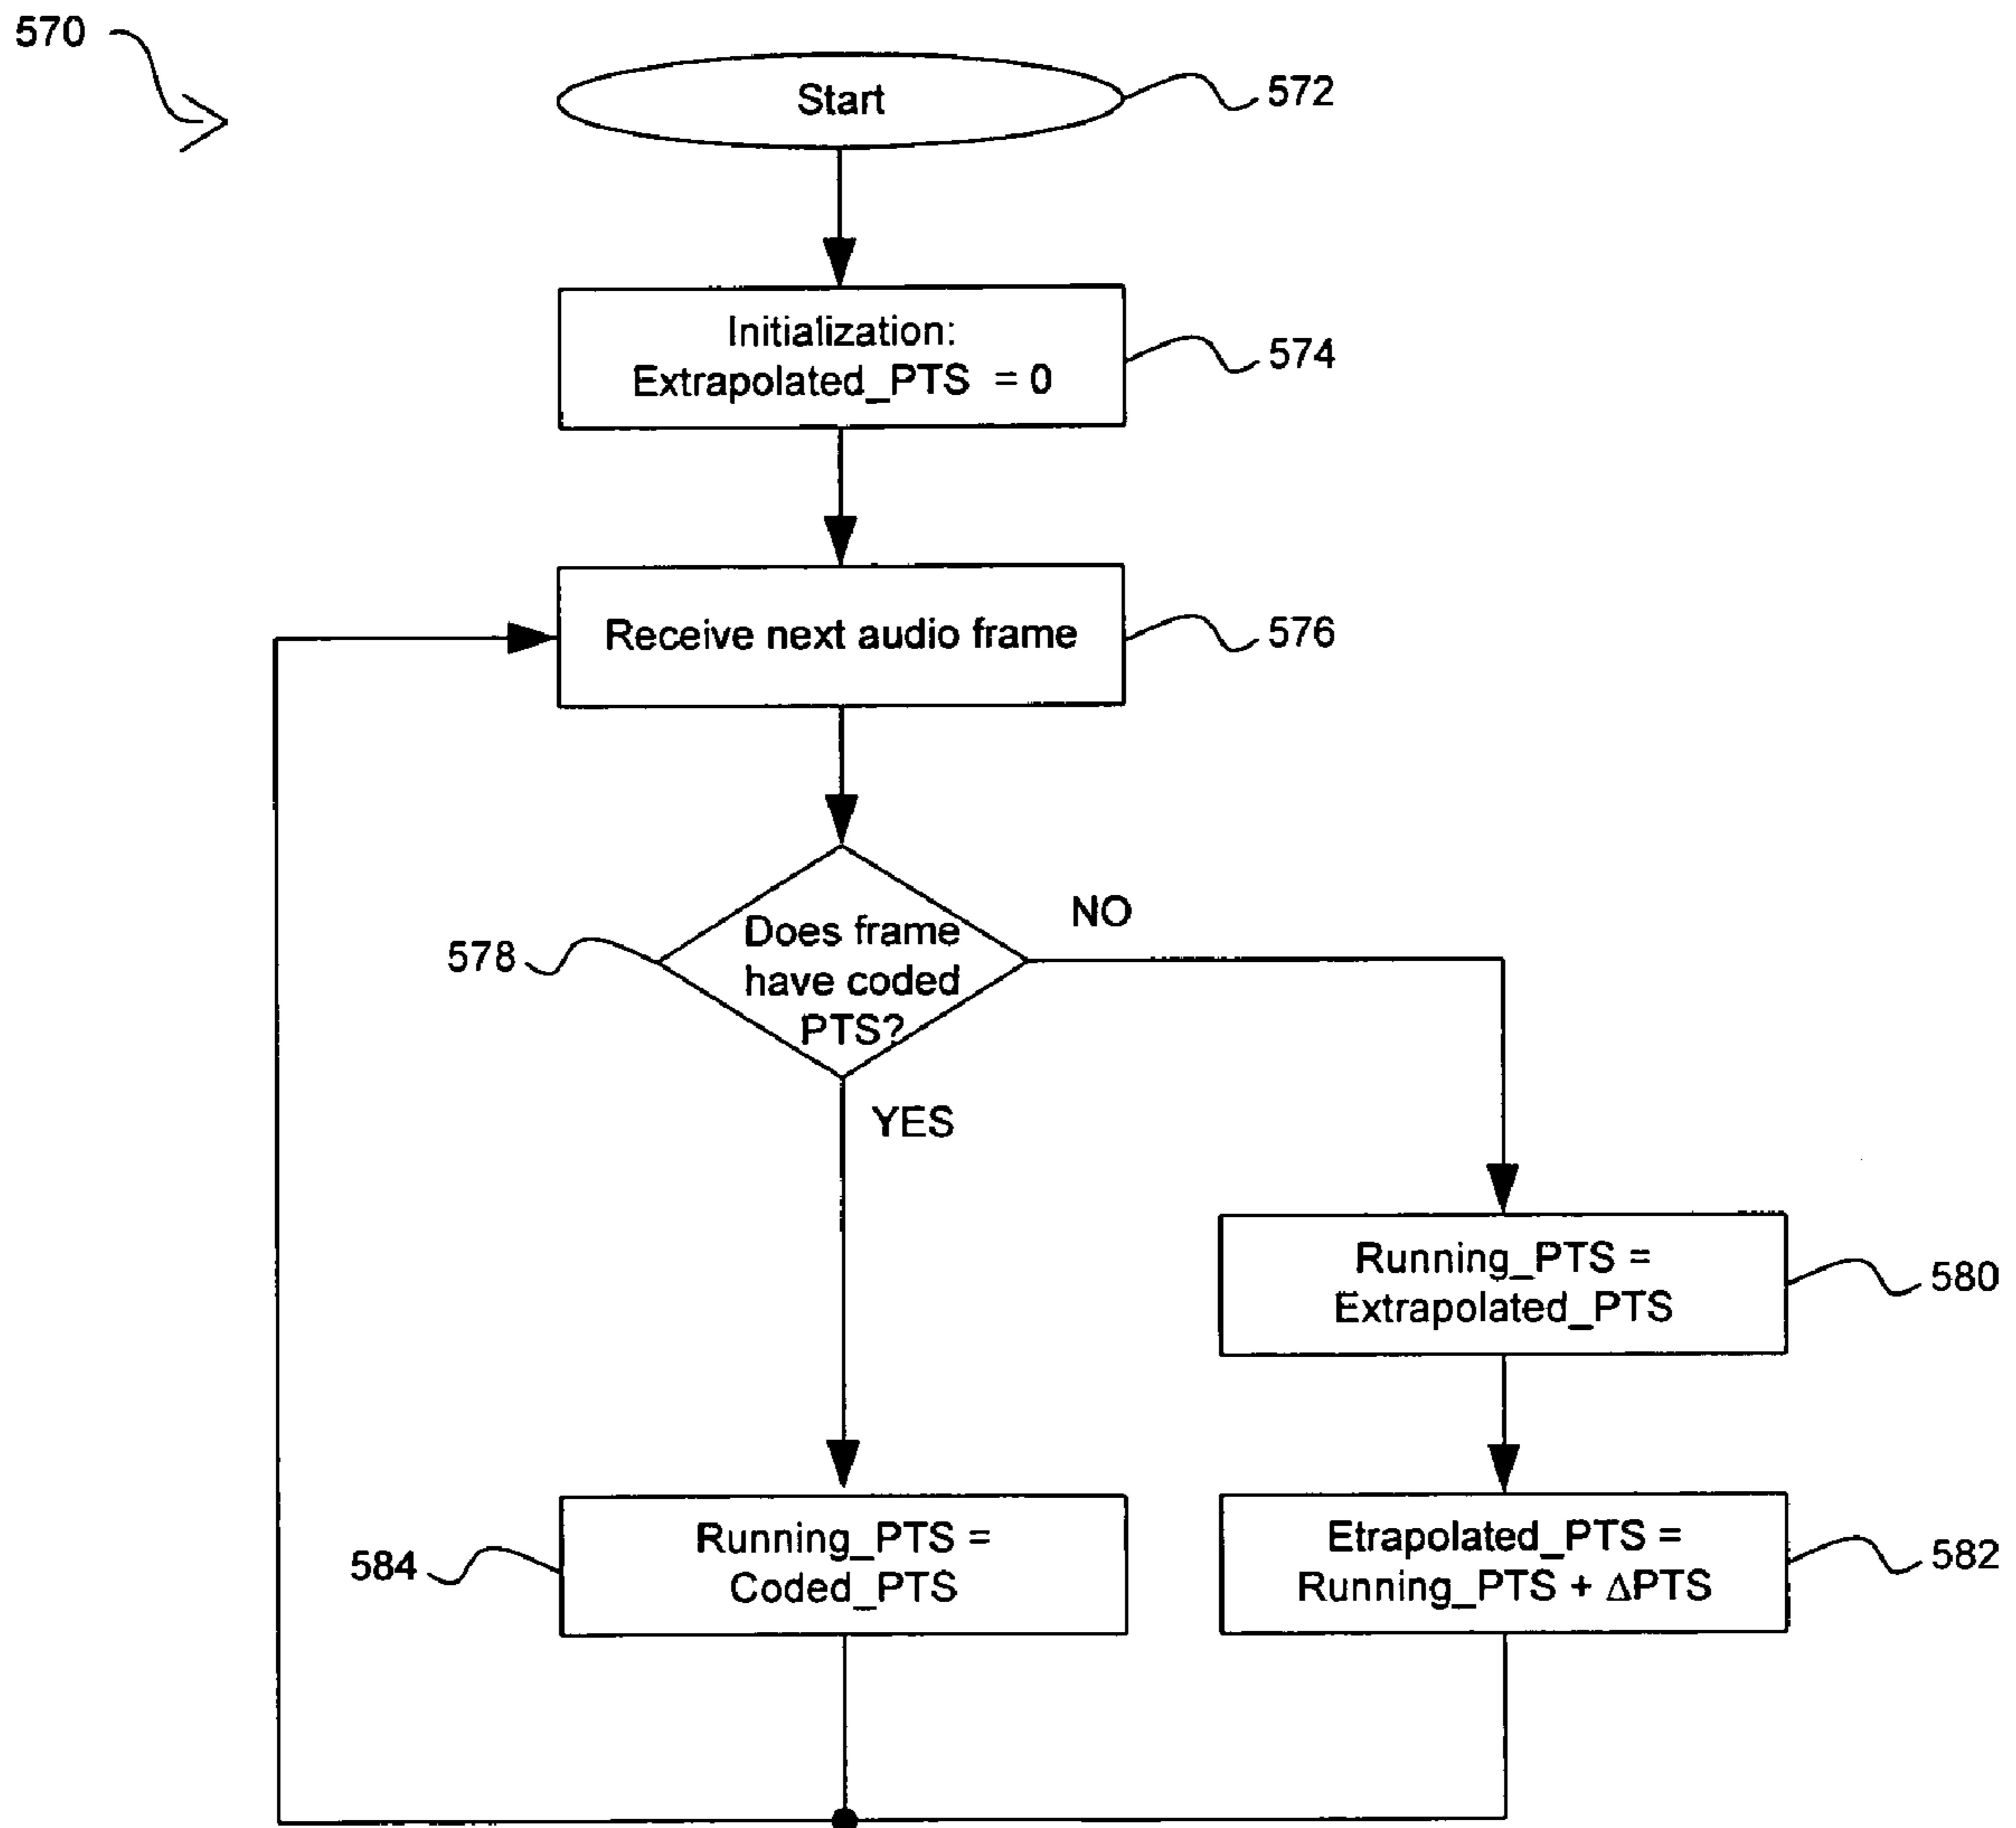 570
Start
572
Initialization:
Extrapolated_PTS = 0
574
Receive next audio frame
576
Does frame
have coded
PTS?
578
NO
YES
Running_PTS =
Extrapolated_PTS
580
Running_PTS =
Coded_PTS
584
Etrapolated_PTS =
Running_PTS + ΔPTS
582